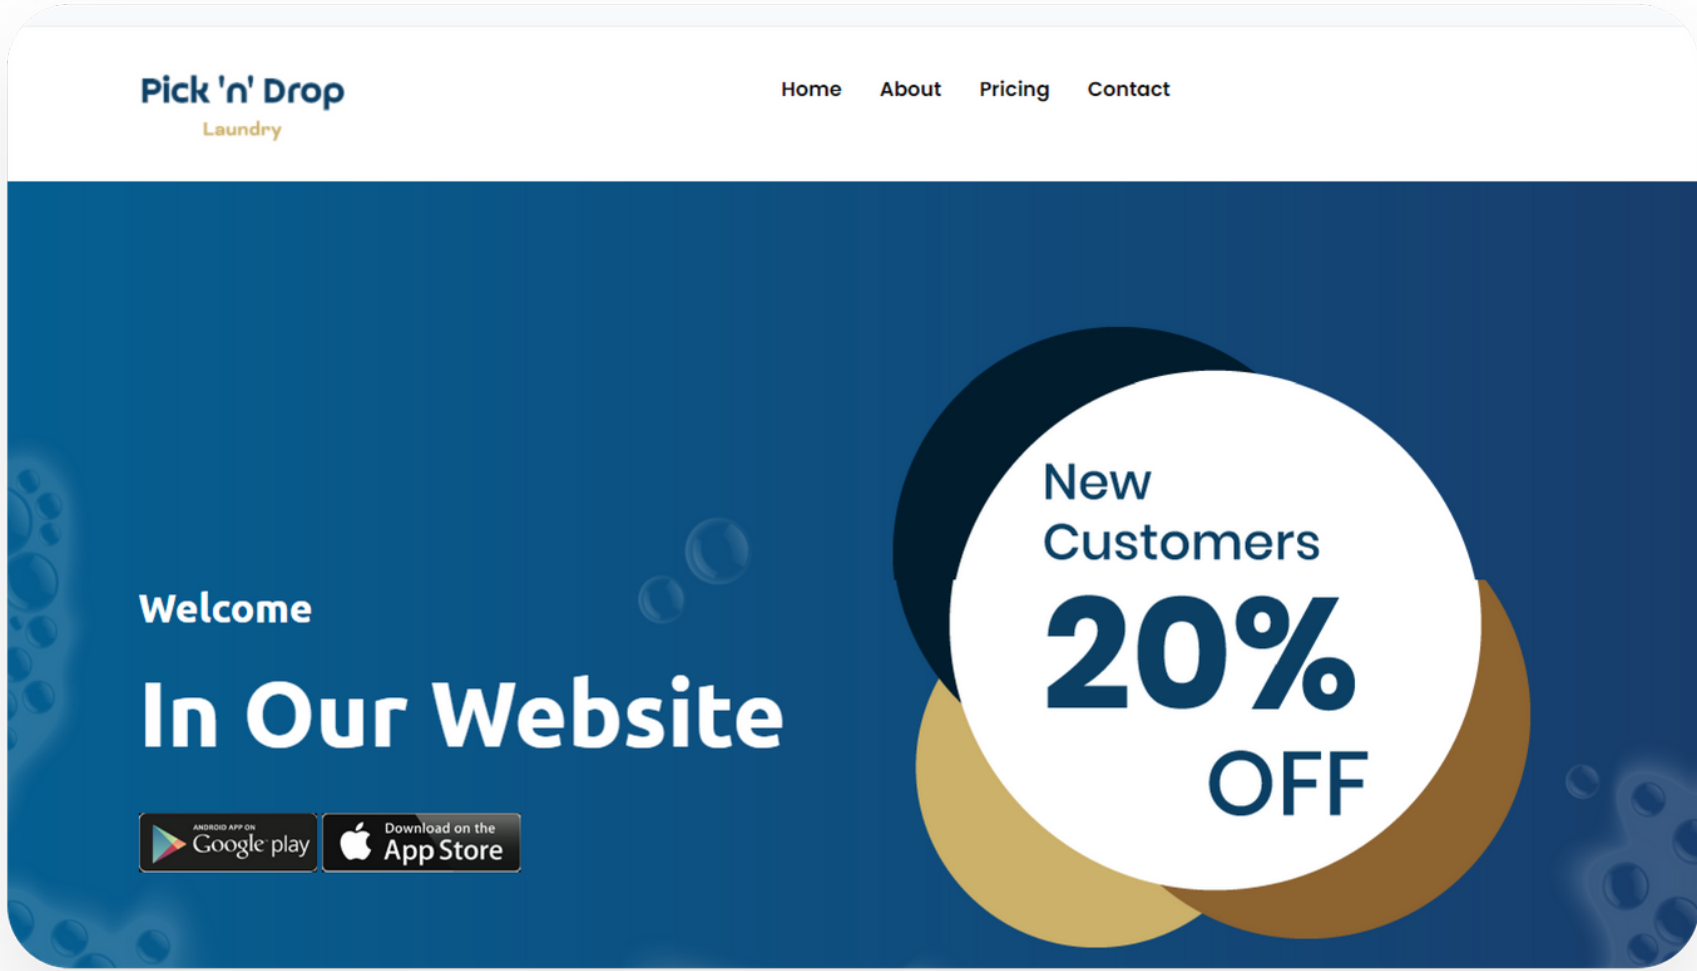 Pick 'n' Drop
Laundry
Home About Pricing Contact
Welcome
In Our Website
ANDROID APP ON
Google play
Download on the
App Store
New
Customers
20%
OFF